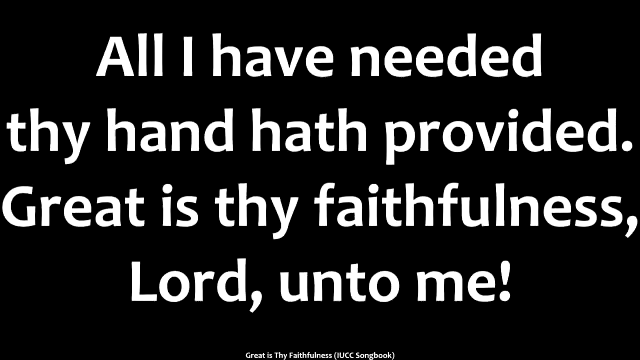 All I have needed
thy hand hath provided.
Great is thy faithfulness,
Lord, unto me!
Great is Thy Faithfulness (IUCC Songbook)